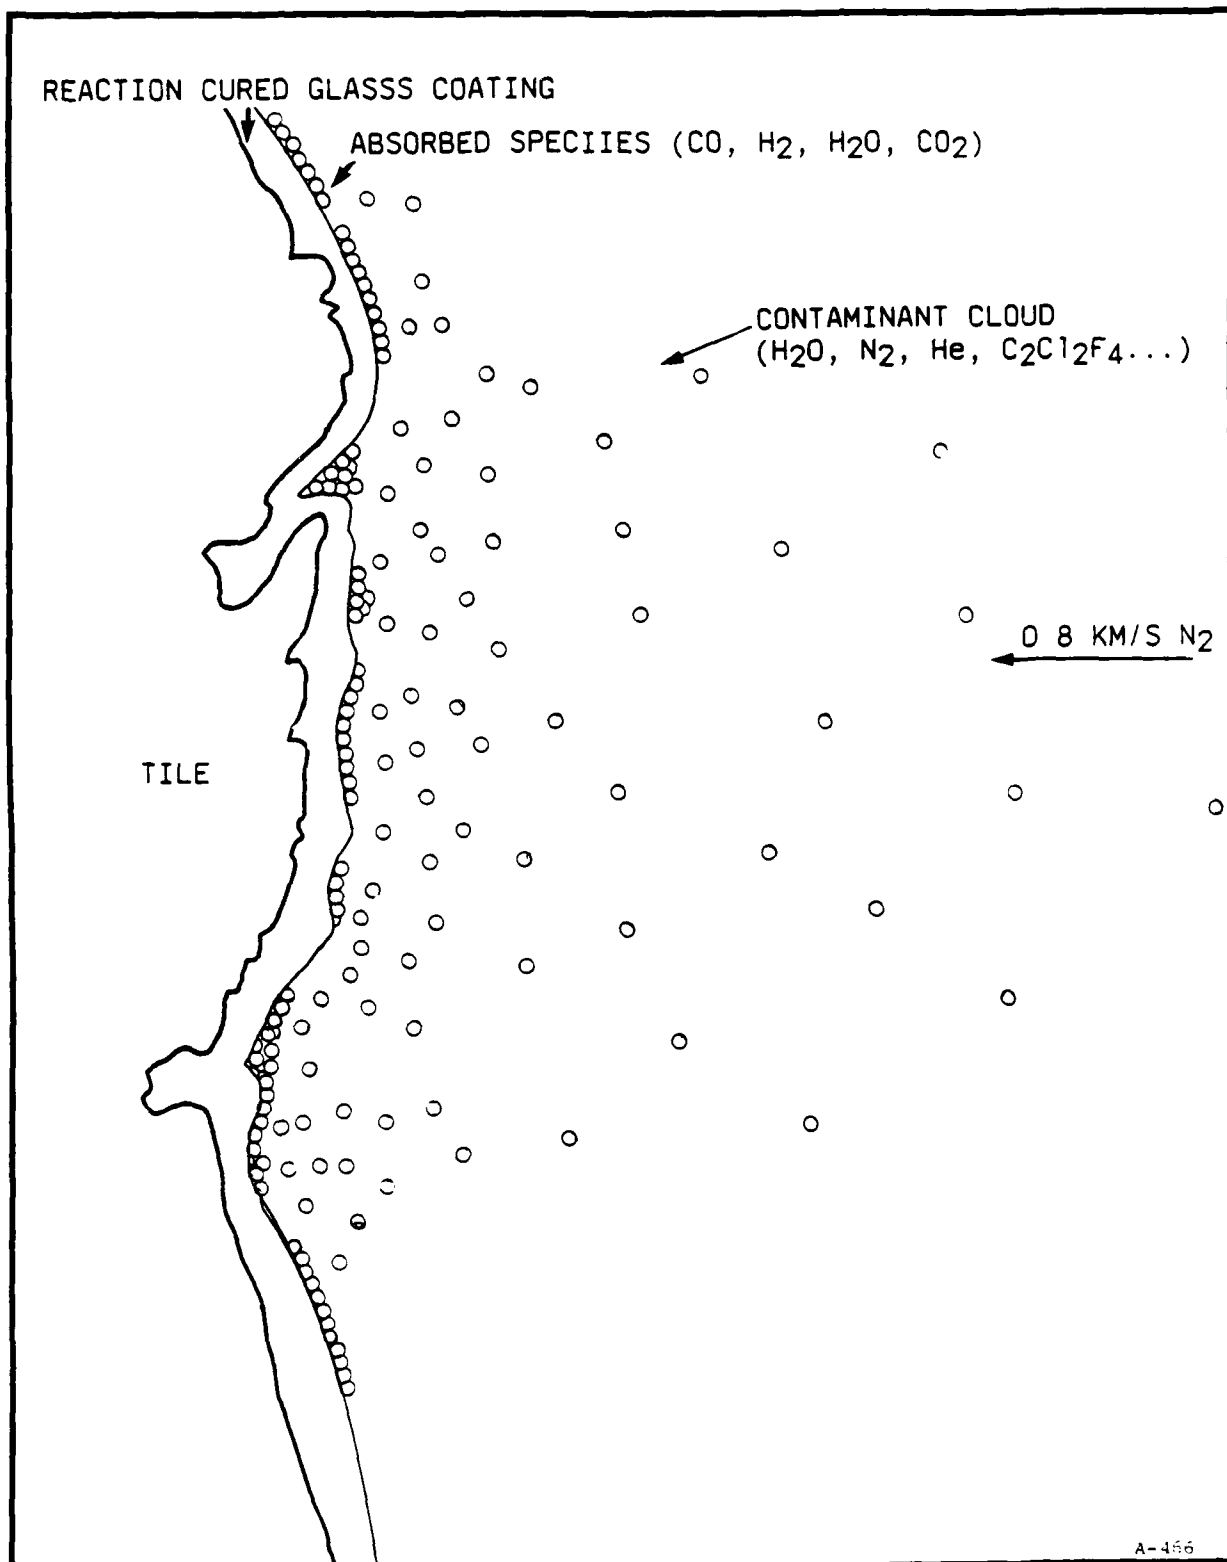 REACTION CURED GLASSS COATING
ABSORBED SPECIIES (CO, H2, H2O, CO2)
CONTAMINANT CLOUD
(H2O, N2, He, C2Cl2F4...)
0 8 KM/S N2
TILE
A-466